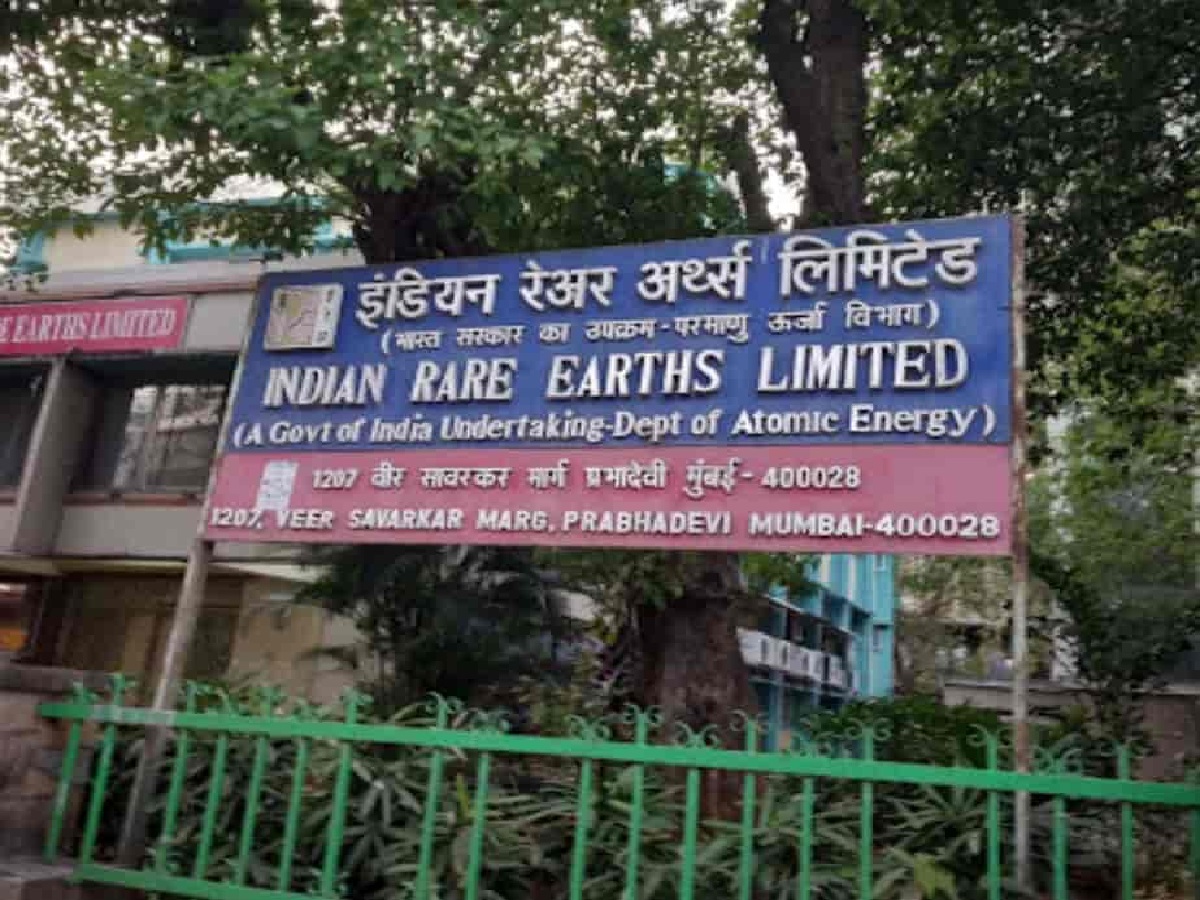 इंडियन रेअर अर्थ्स लिमिटेड
(भारत सरकार का उपक्रम-परमाणु ऊर्जा विभाग)
INDIAN RARE EARTHS LIMITED
(A Govt of India Undertaking-Dept of Atomic Energy)
1207 वीर सावरकर मार्ग प्रभादेवी मुंबई- 400028
1207, VEER SAVARKAR MARG, PRABHADEVI MUMBAI-400028
EARTHS LIMITED